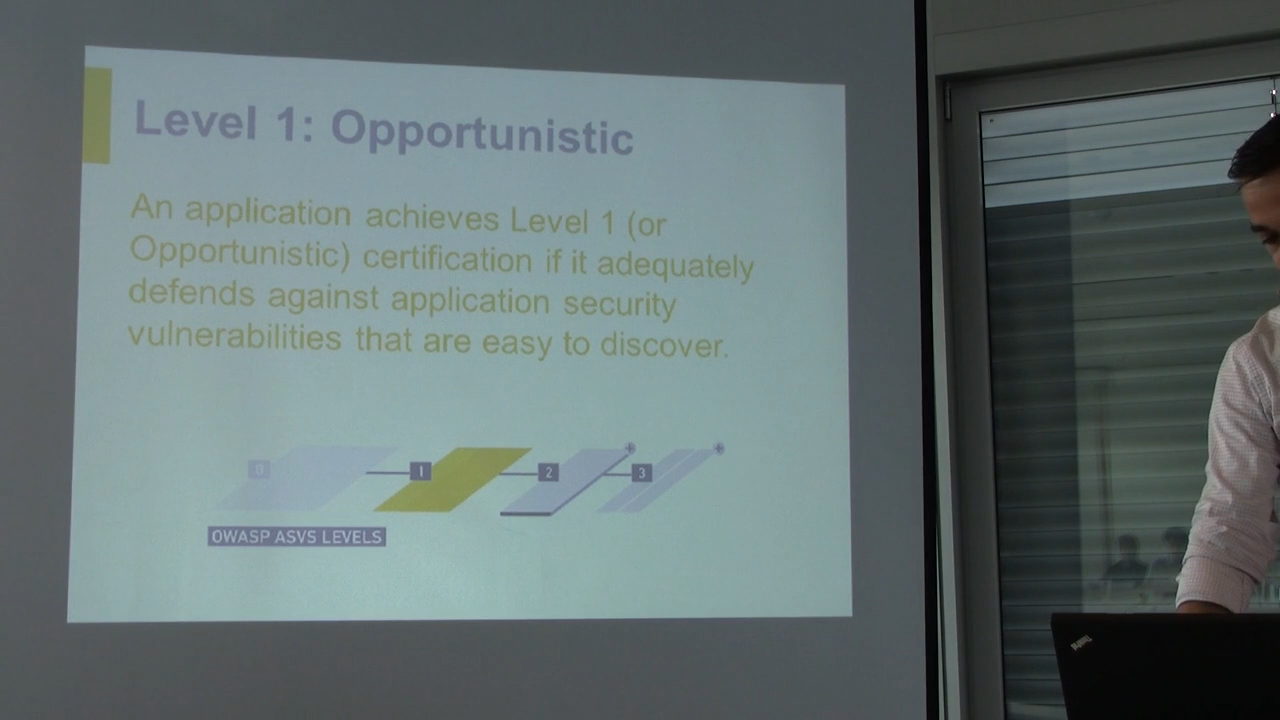 Level 1: Opportunistic
An application achieves Level 1 (or
Opportunistic) certification if it adequately
defends against application security
vulnerabilities that are easy to discover.
0
1
2
3
OWASP ASVS LEVELS